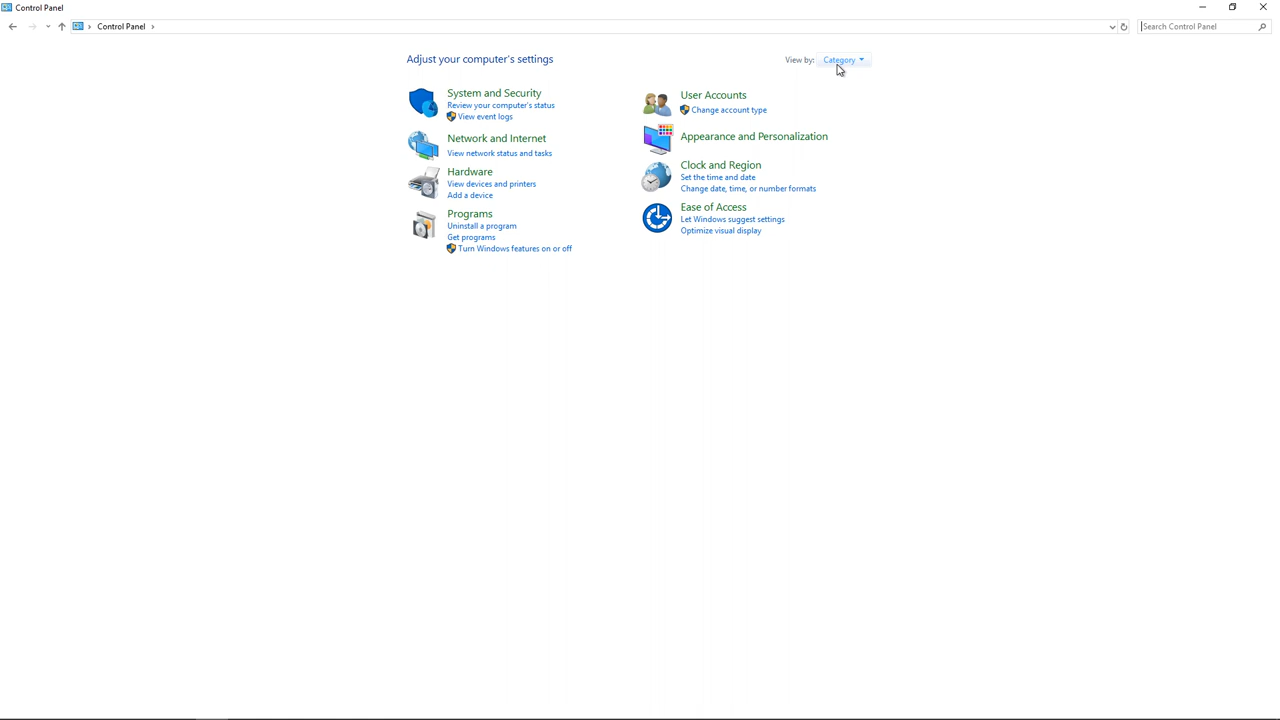 Control Panel
Control Panel
Search Control Panel
Adjust your computer's settings
View by: Category
System and Security
Review your computer's status
View event logs
Network and Internet
View network status and tasks
Hardware
View devices and printers
Add a device
Programs
Uninstall a program
Get programs
Turn Windows features on or off
User Accounts
Change account type
Appearance and Personalization
Clock and Region
Set the time and date
Change date, time, or number formats
Ease of Access
Let Windows suggest settings
Optimize visual display